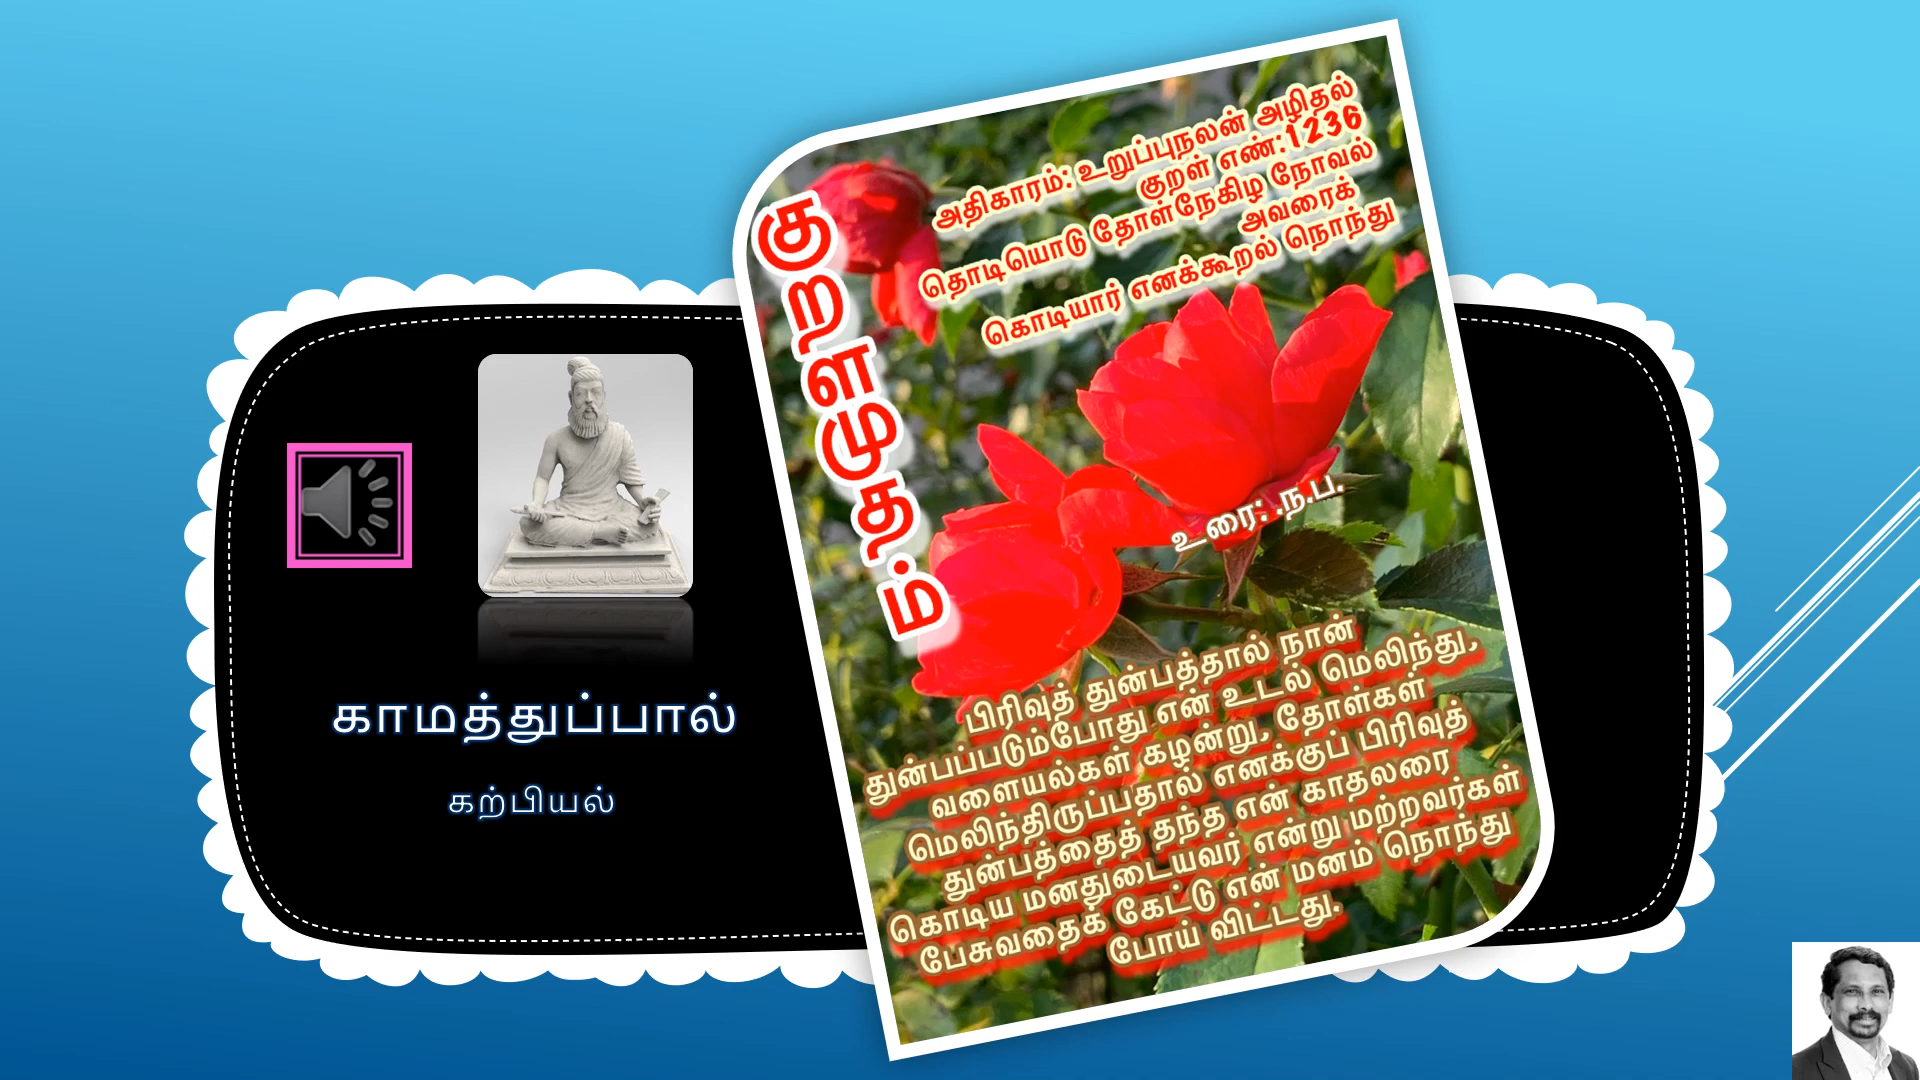 குறளமுதம்
அதிகாரம்: உறுப்புநலன் அழிதல்
குறள் எண்:1236
தொடியொடு தோள்நேகிழ நோவல்
அவரைக்
கொடியார் எனக்கூறல் நொந்து
உரை: .ந.ப.
பிரிவுத் துன்பத்தால் நான்
துன்பப்படும்போது என் உடல் மெலிந்து,
வளையல்கள் கழன்று, தோள்கள்
மெலிந்திருப்பதால் எனக்குப் பிரிவுத்
துன்பத்தைத் தந்த என் காதலரை
கொடிய மனதுடையவர் என்று மற்றவர்கள்
பேசுவதைக் கேட்டு என் மனம் நொந்து
போய் விட்டது.
காமத்துப்பால்
கற்பியல்